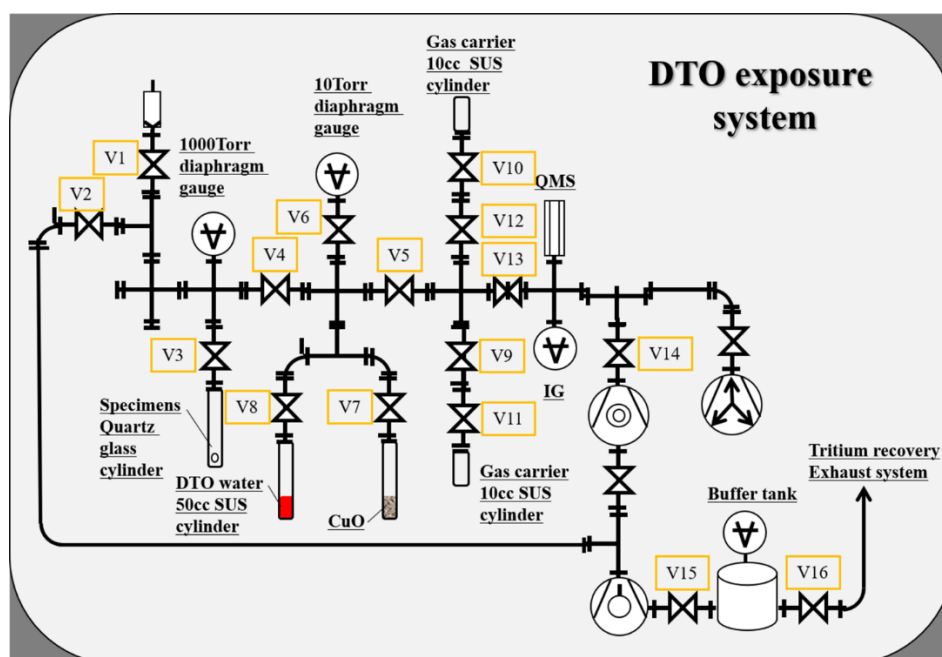 DTO exposure
system
Gas carrier
10cc SUS
cylinder
10Torr
diaphragm
gauge
1000Torr
diaphragm
gauge
V1
V2
V6
V4
V5
V10
QMS
V12
V13
V3
V9
V14
IG
V8
V7
V11
Specimens
Quartz
glass
cylinder
DTO water
50cc SUS
cylinder
CuO
Gas carrier
10cc SUS
cylinder
Tritium recovery
Exhaust system
Buffer tank
V15
V16